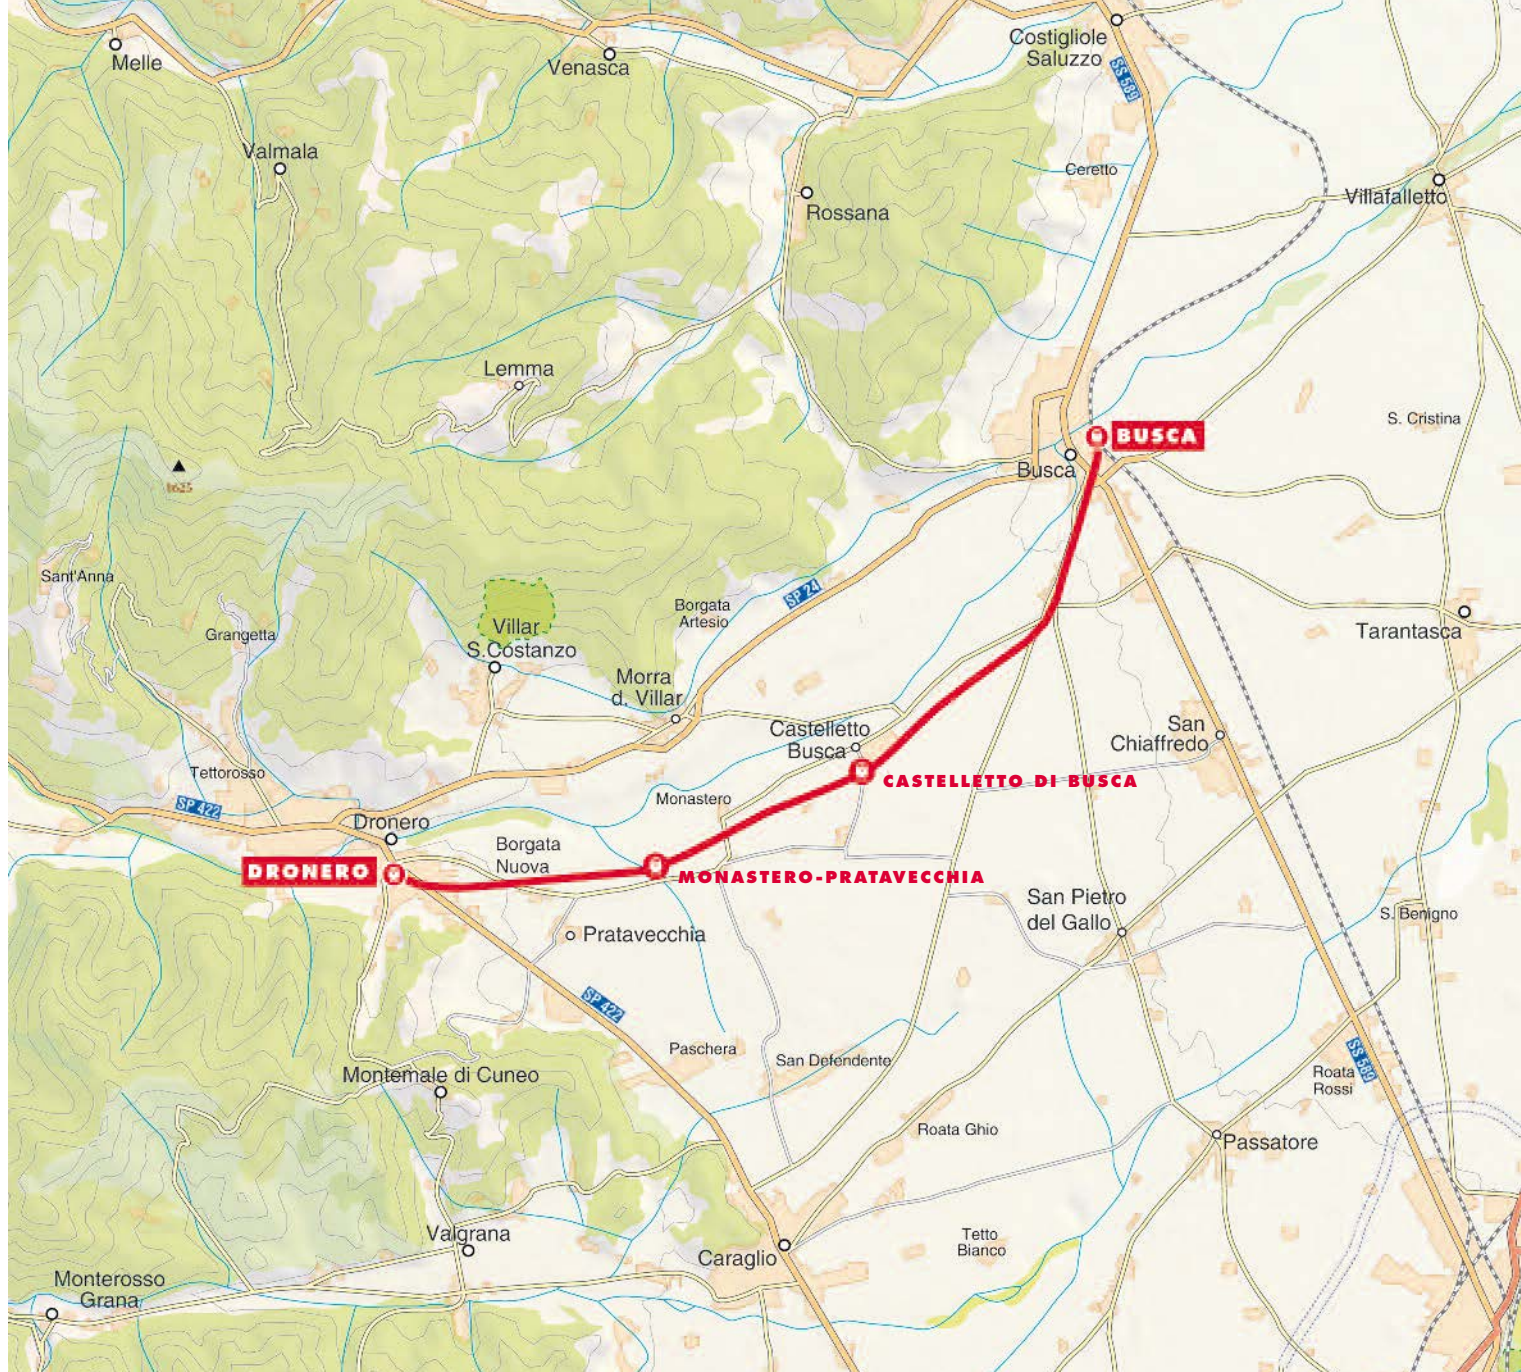 Costigliole
Saluzzo
Melle
Venasca
SS 589
Valmala
Ceretto
Villafalletto
Rossana
Lemma
S. Cristina
BUSCA
Busca
1625
Sant'Anna
SP 24
Borgata
Artesio
Villar
S.Costanzo
Grangetta
Tarantasca
Morra
d. Villar
Castelletto
Busca
San
Chiaffredo
Tettorosso
CASTELLETTO DI BUSCA
Monastero
SP 422
Dronero
Borgata
Nuova
DRONERO
MONASTERO-PRATAVECCHIA
San Pietro
del Gallo
S. Benigno
Pratavecchia
SP 422
Paschera
San Defendente
SS 589
Roata
Rossi
Montemale di Cuneo
Roata Ghio
Passatore
Valgrana
Caraglio
Tetto
Bianco
Monterosso
Grana